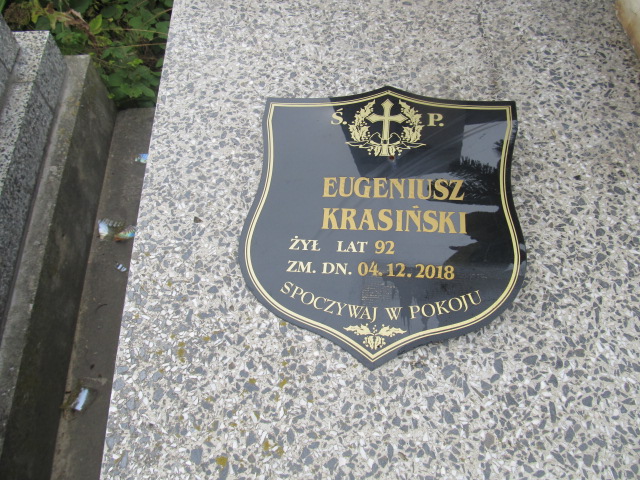 Ś. P.
EUGENIUSZ
KRASIŃSKI
ŻYŁ LAT 92
ZM. DN. 04.12.2018
SPOCZYWAJ W POKOJU